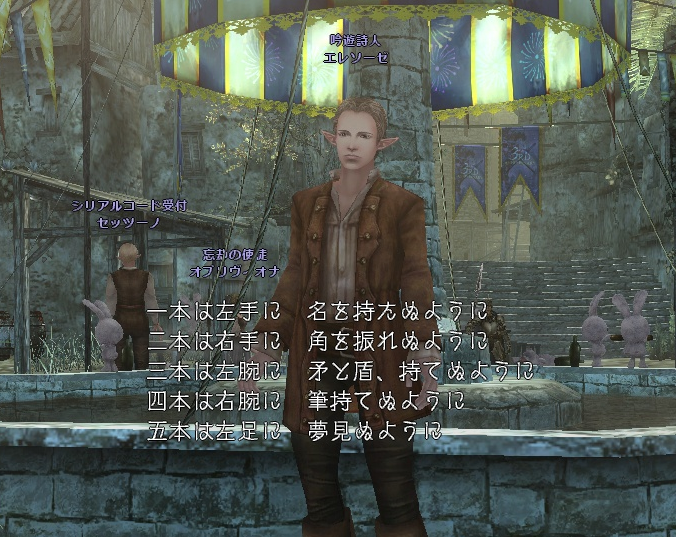 吟遊詩人
エレソーゼ
シリアルコード受付
セッツーノ
忘却の使徒
オブリヴィオナ
一本は左手に 名を持たぬように
二本は右手に 角を振れぬように
三本は左腕に 矛と盾、持てぬように
四本は右腕に 筆持てぬように
五本は左足に 夢見ぬように